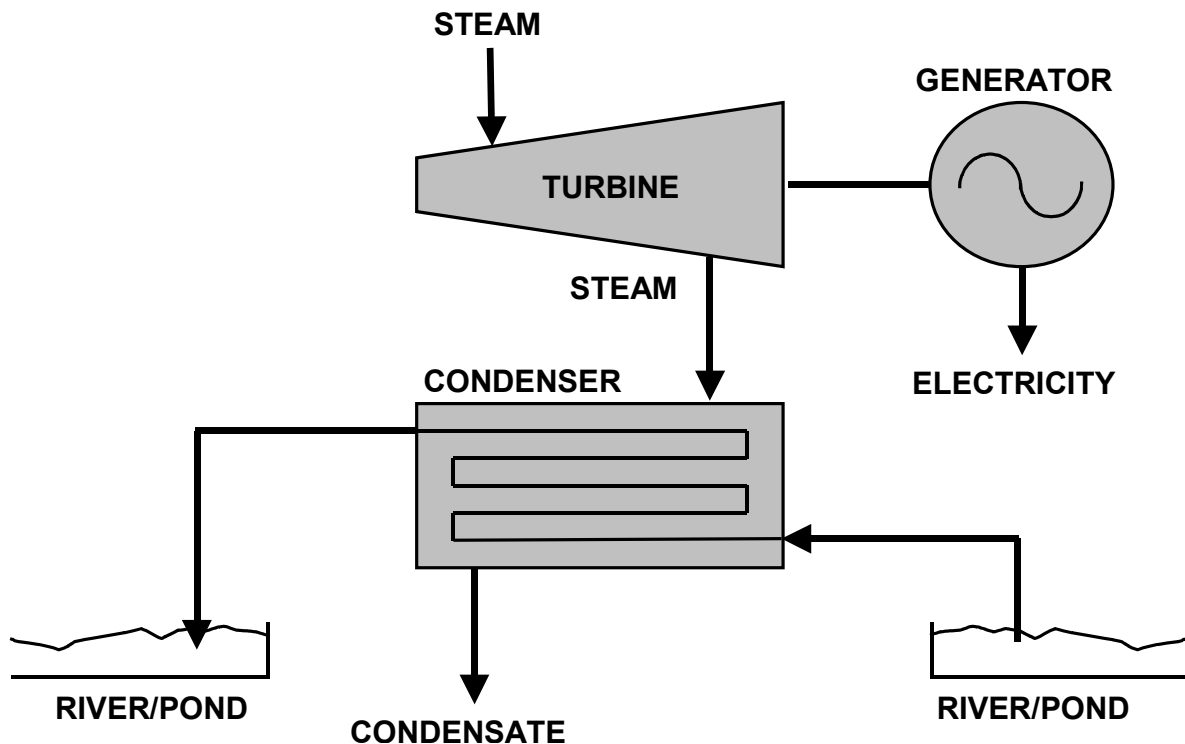 STEAM
GENERATOR
TURBINE
STEAM
CONDENSER
ELECTRICITY
RIVER/POND
RIVER/POND
CONDENSATE